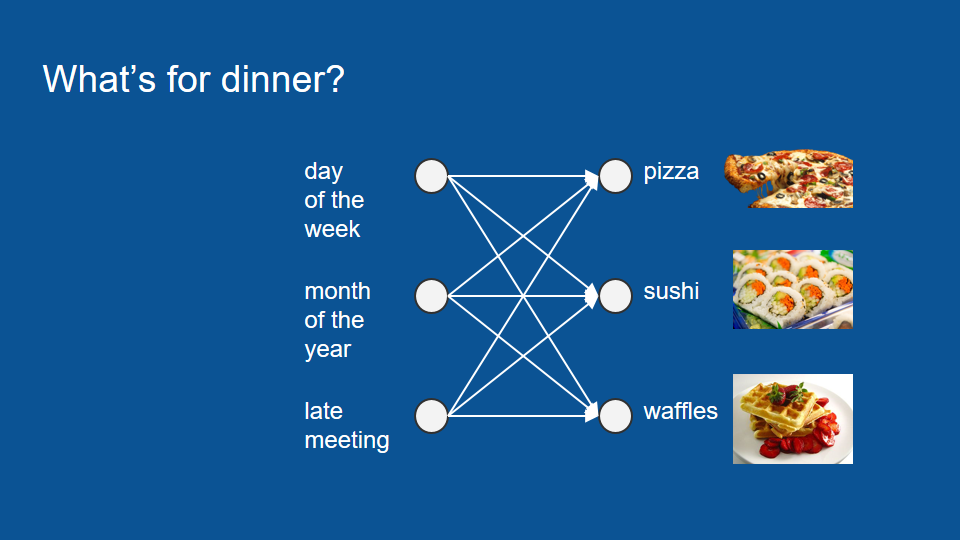 What’s for dinner?
day
of the
week
pizza
month
of the
year
sushi
late
meeting
waffles